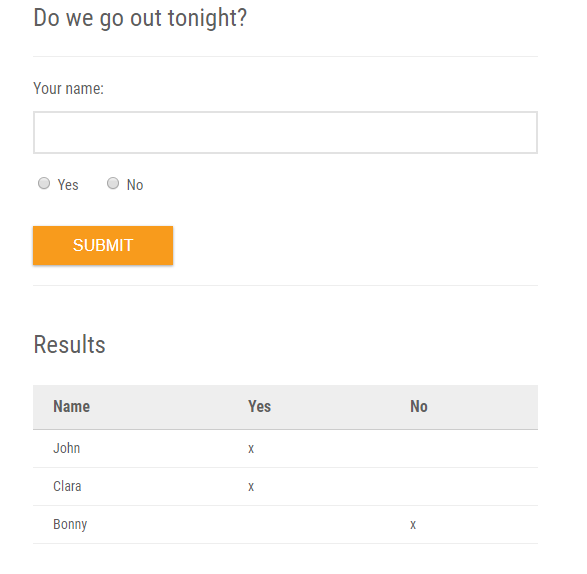 Do we go out tonight?
Your name:
Yes No
SUBMIT
Results
Name Yes No
John x
Clara x
Bonny x